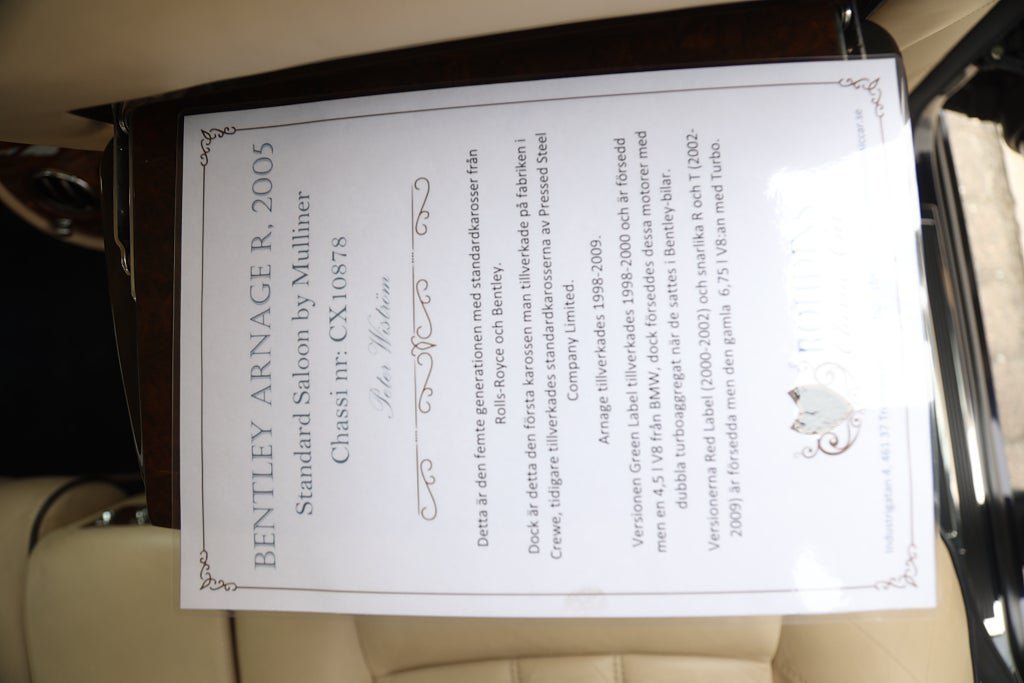 BENTLEY ARNAGE R, 2005
Standard Saloon by Mulliner
Chassi nr: CX10878
Peter Wiström
Detta är den femte generationen med standardkarosser från
Rolls-Royce och Bentley.
Dock är detta den första karossen man tillverkade på fabriken i
Crewe, tidigare tillverkades standardkarosserna av Pressed Steel
Company Limited.
Arnage tillverkades 1998-2009.
Versionen Green Label tillverkades 1998-2000 och är försedd
men en 4,5 l V8 från BMW, dock förseddes dessa motorer med
dubbla turboaggregat när de sattes i Bentley-bilar.
Versionerna Red Label (2000-2002) och snarlika R och T (2002-
2009) är försedda men den gamla 6,75 l V8:an med Turbo.
Industrigatan 4, 461 37